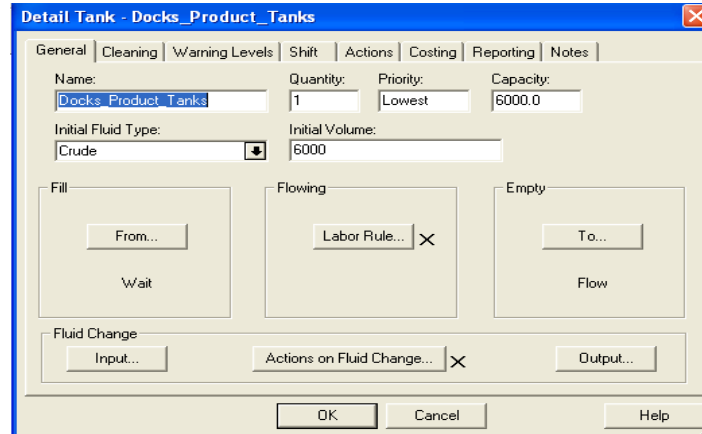 Detail Tank - Docks_Product_Tanks
General Cleaning Warning Levels Shift Actions Costing Reporting Notes
Name: Quantity: Priority: Capacity:
Docks_Product_Tanks 1 Lowest 6000.0
Initial Fluid Type: Initial Volume:
Crude 6000
Fill Flowing Empty
From... Labor Rule... X To...
Wait Flow
Fluid Change
Input... Actions on Fluid Change... X Output...
OK Cancel Help